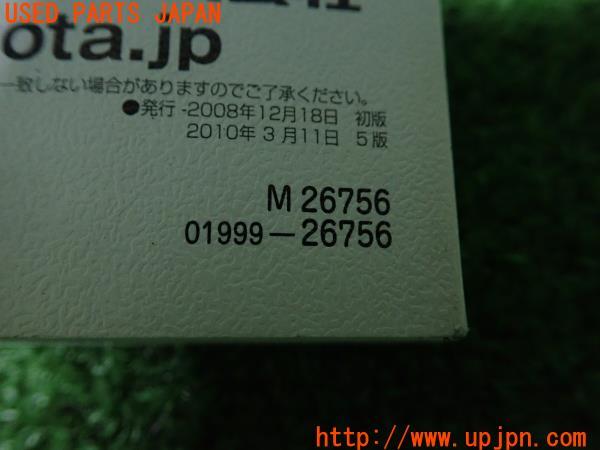 USED PARTS JAPAN
ota.jp
一致しない場合がありますのでご了承ください。
●発行 -2008年12月18日 初版
2010年 3月11日 5版
M 26756
01999－26756
http://www.upjpn.com/